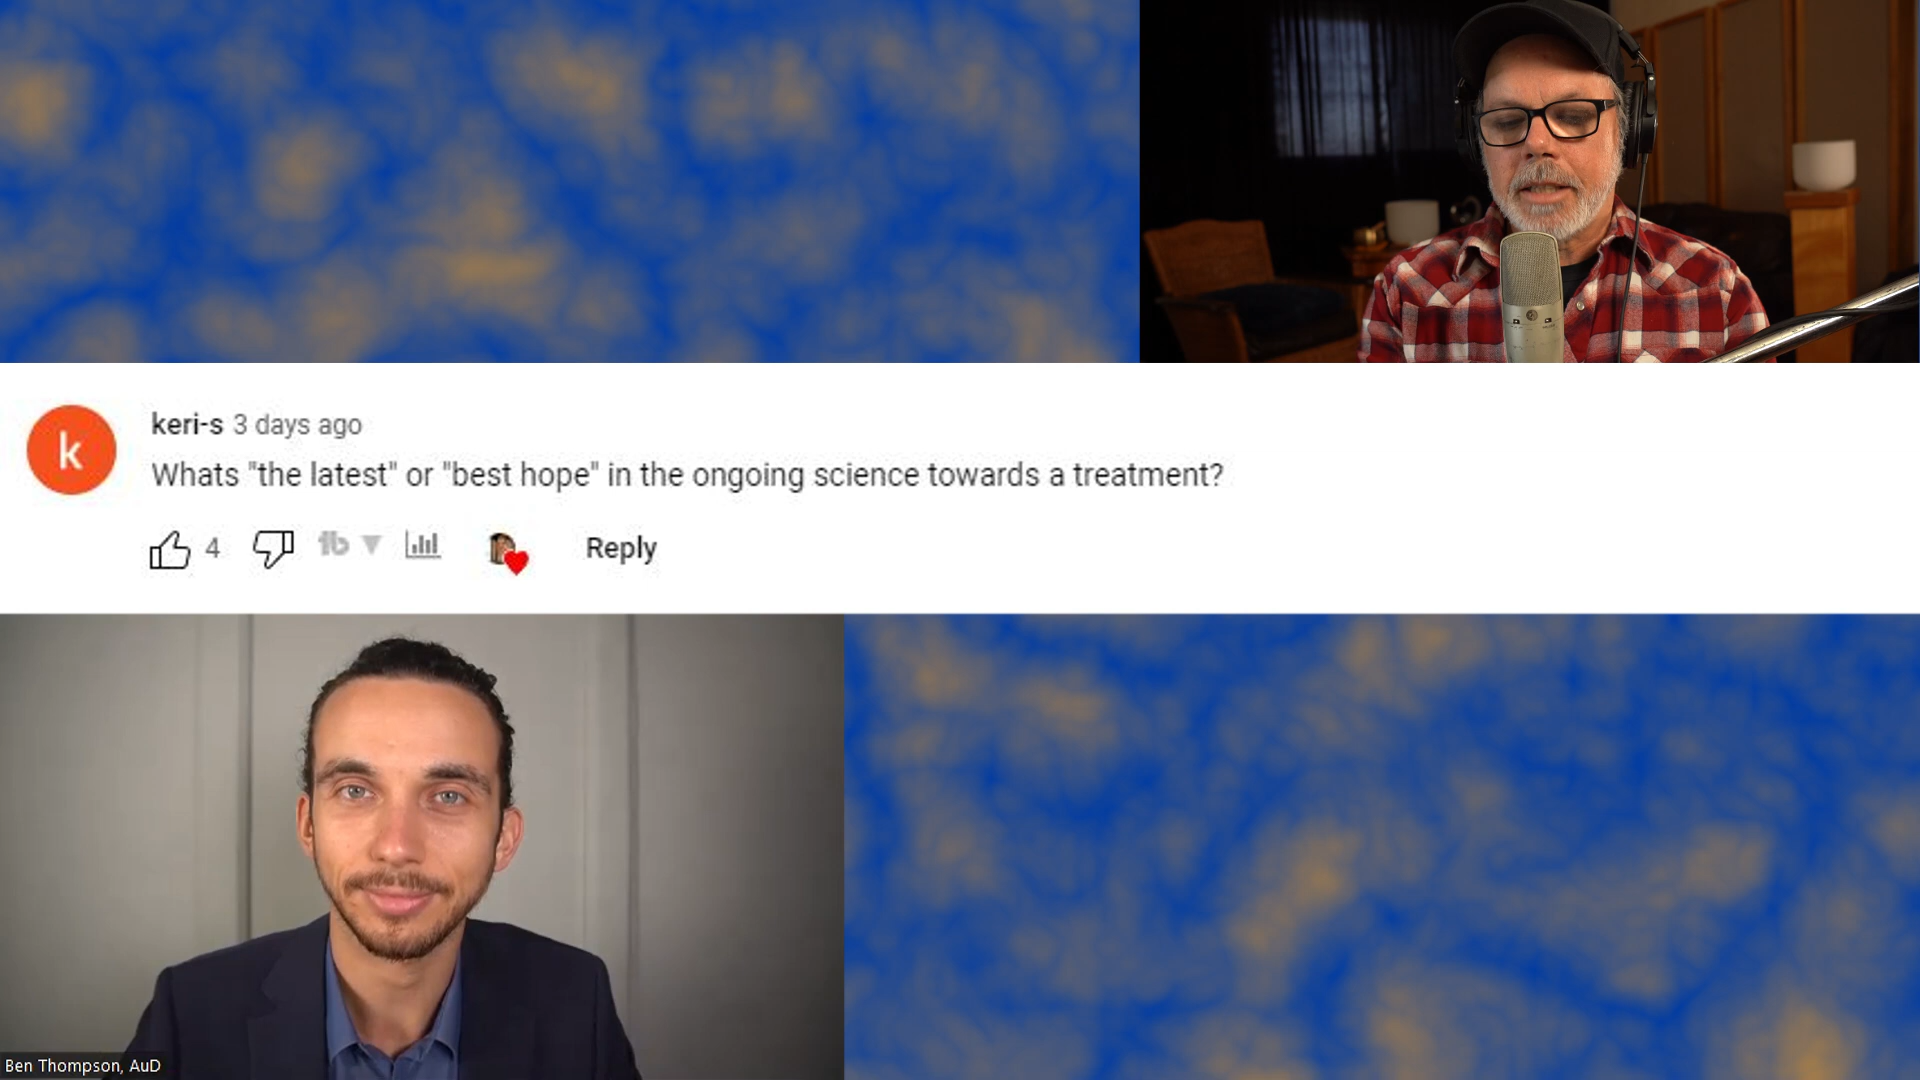 k
keri-s 3 days ago
Whats "the latest" or "best hope" in the ongoing science towards a treatment?
4
tb
Reply
Ben Thompson, AuD